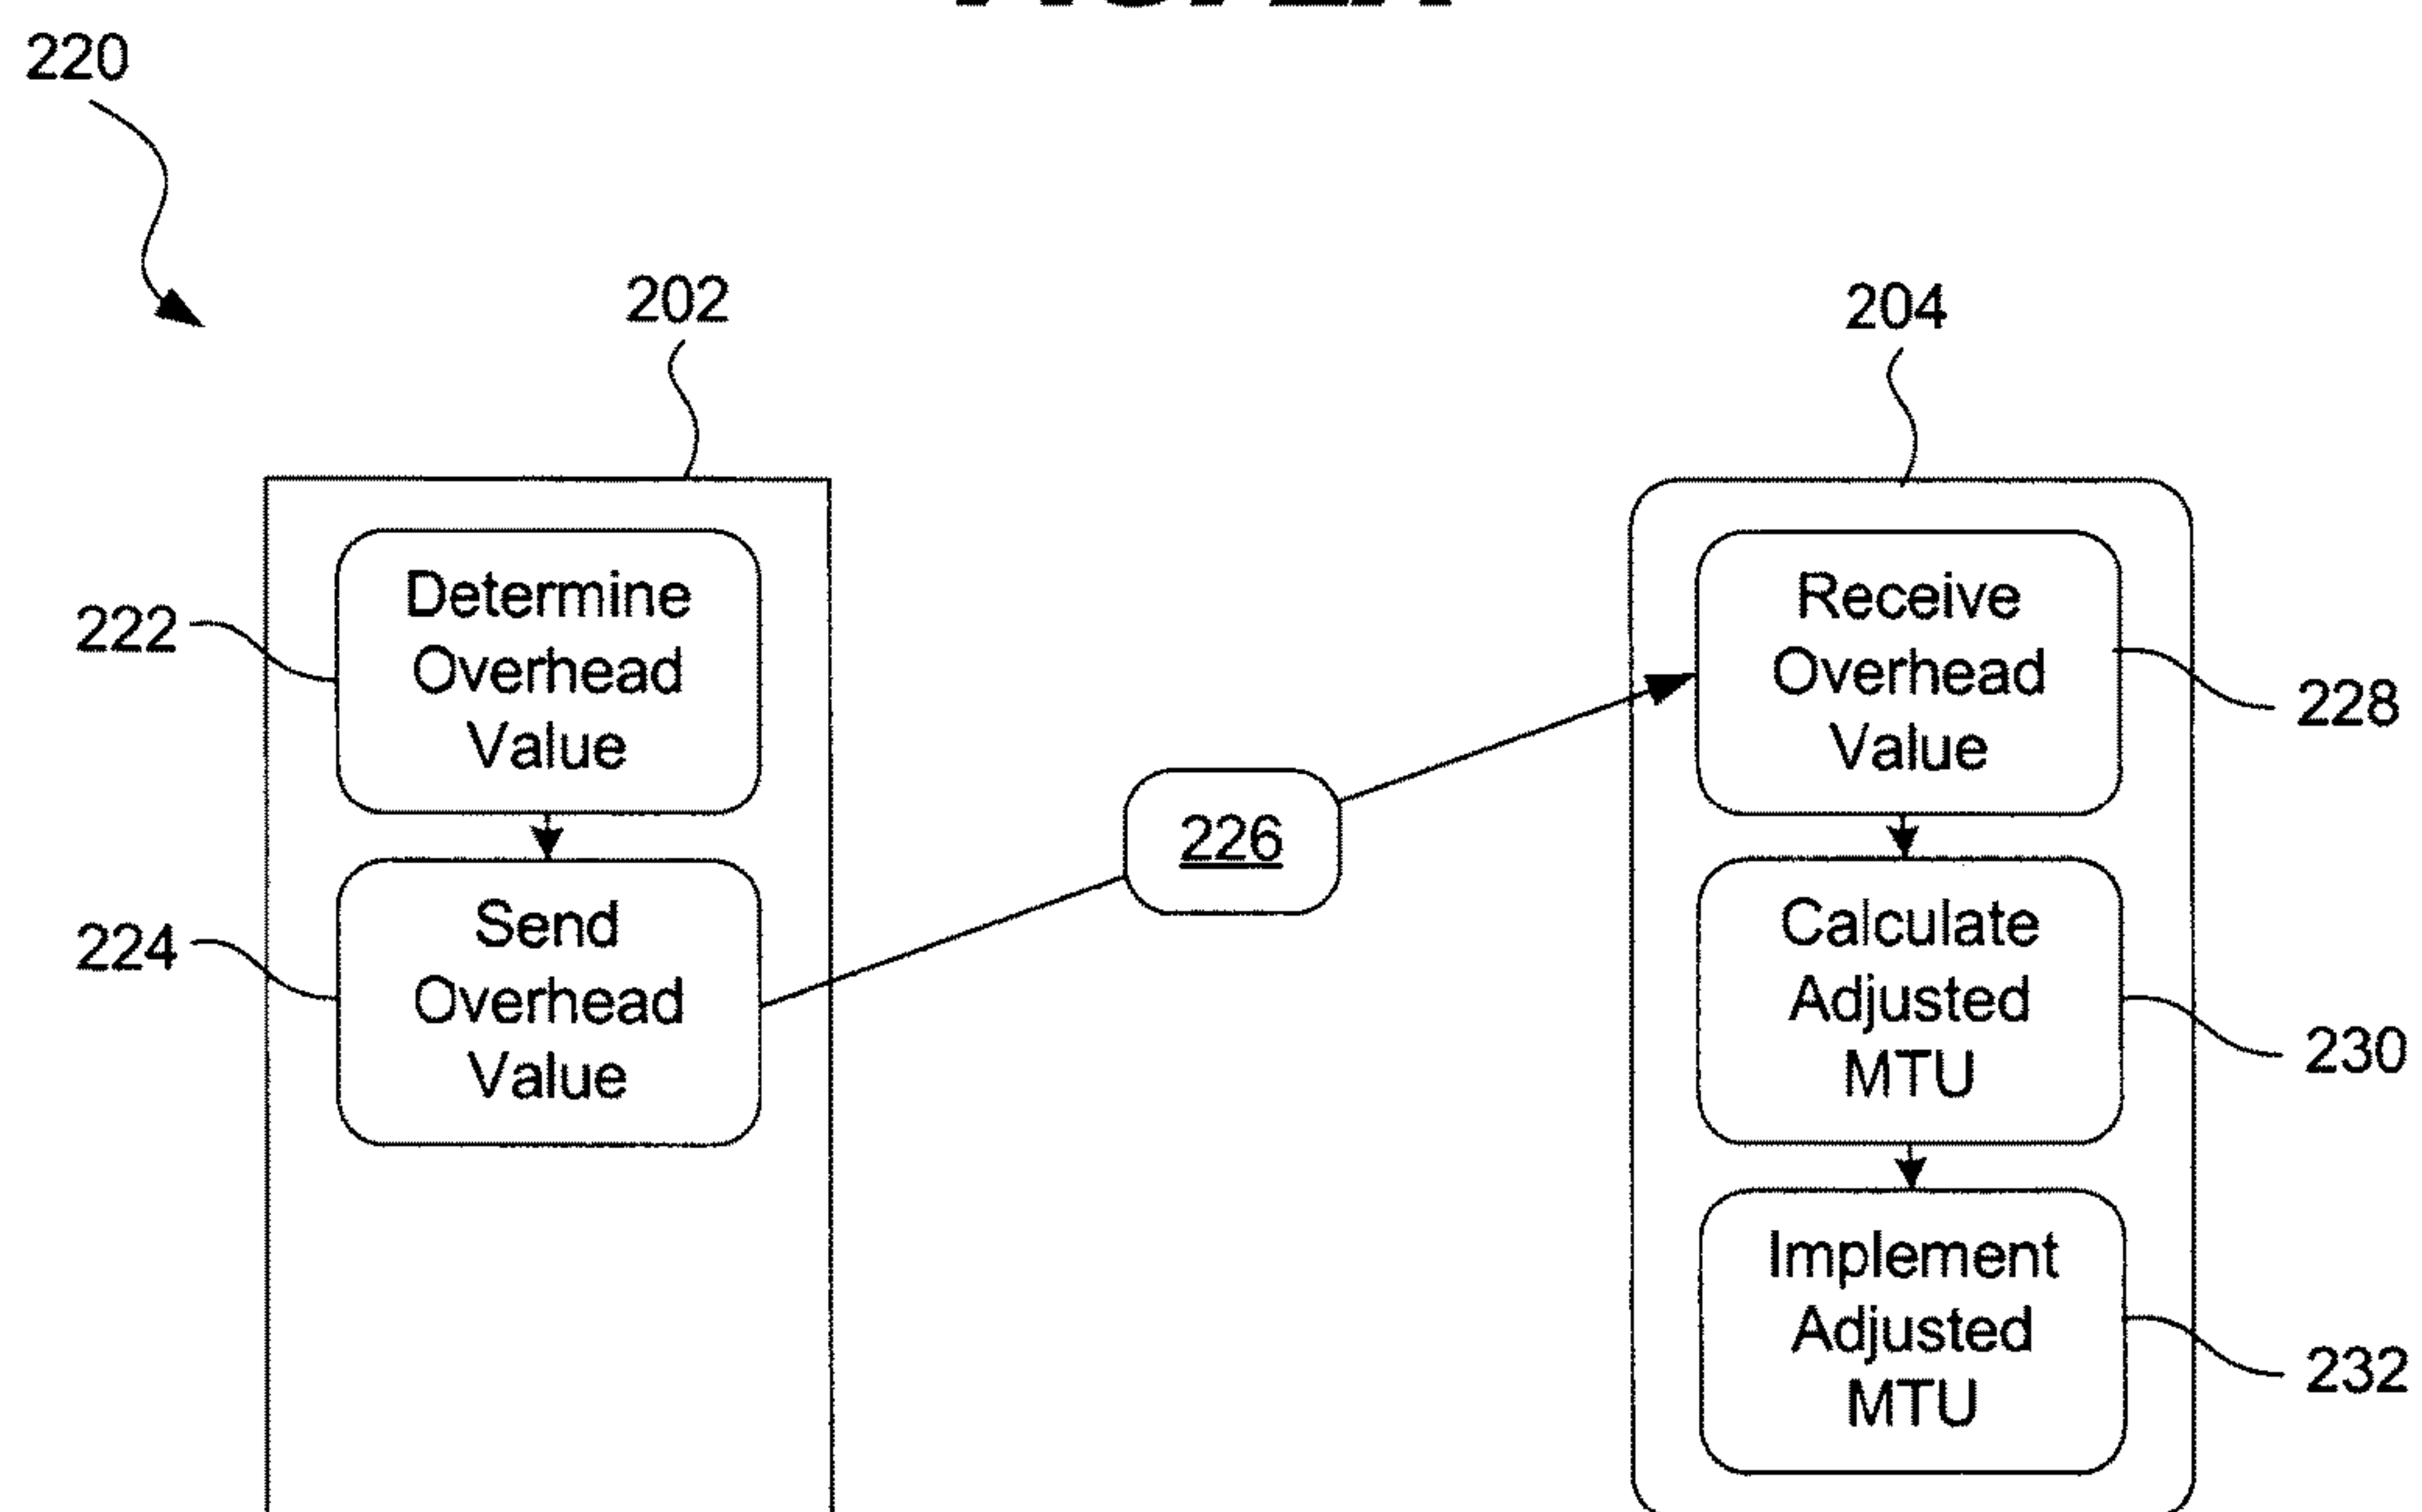 220
202
204
222
Determine
Overhead
Value
Receive
Overhead
Value
228
226
224
Send
Overhead
Value
Calculate
Adjusted
MTU
230
Implement
Adjusted
MTU
232